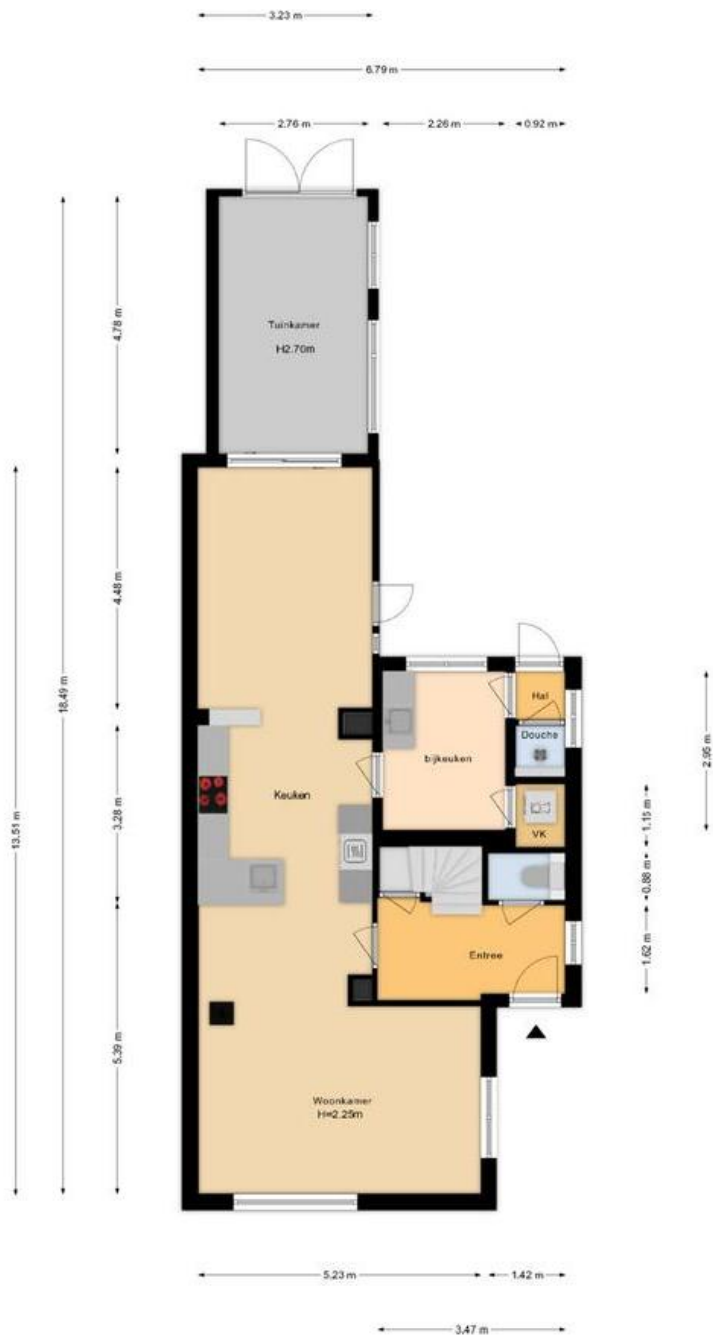 3.23 m
6.79 m
2.76 m
2.26 m
0.92 m
4.78 m
Tuinkamer
H2.70m
18.49 m
13.51 m
4.48 m
2.95 m
Hal
Douche
bijkeuken
Keuken
3.28 m
VK
1.15 m
0.88 m
1.62 m
Entree
5.39 m
Woonkamer
H=2.25m
5.23 m
1.42 m
3.47 m